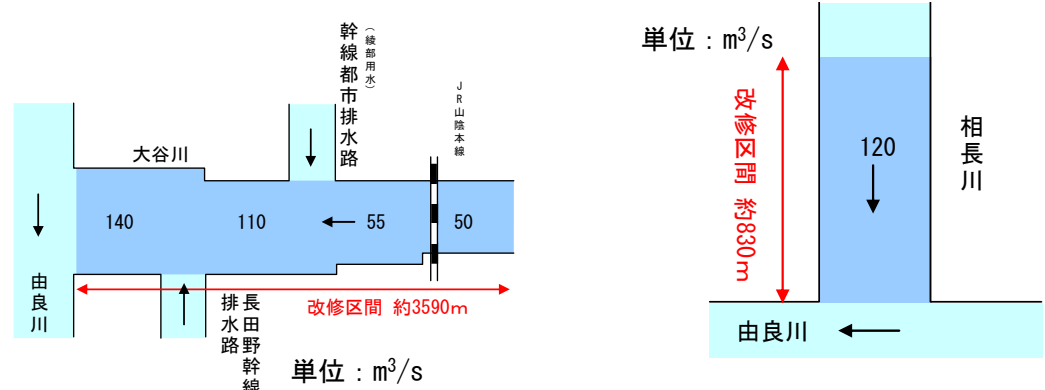 大谷川
幹線都市排水路
（綾部用水）
JR山陰本線
140
110
55
50
由良川
長田野幹線
排水路
改修区間 約3590m
単位：m³/s
単位：m³/s
改修区間 約830m
120
相長川
由良川